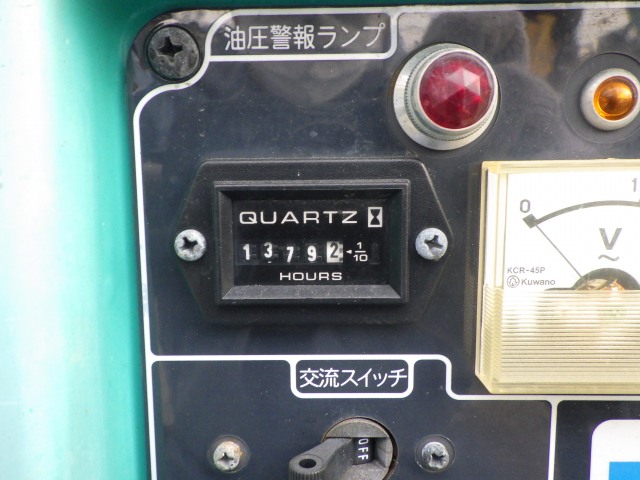 油圧警報ランプ
QUARTZ
13792 1/10
HOURS
0 1
V
~
KCR-45P
Kuwano
交流スイッチ
OFF